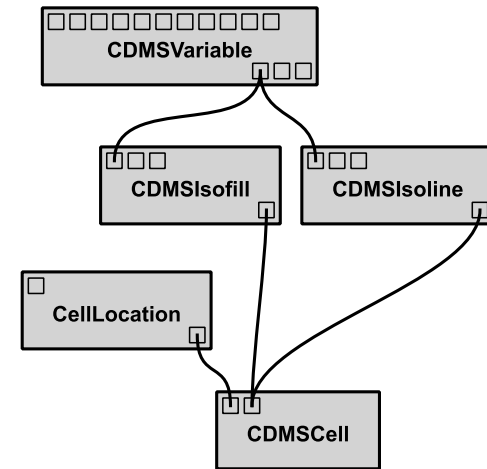 CDMSVariable
CDMSIsofill
CDMSIsoline
CellLocation
CDMSCell